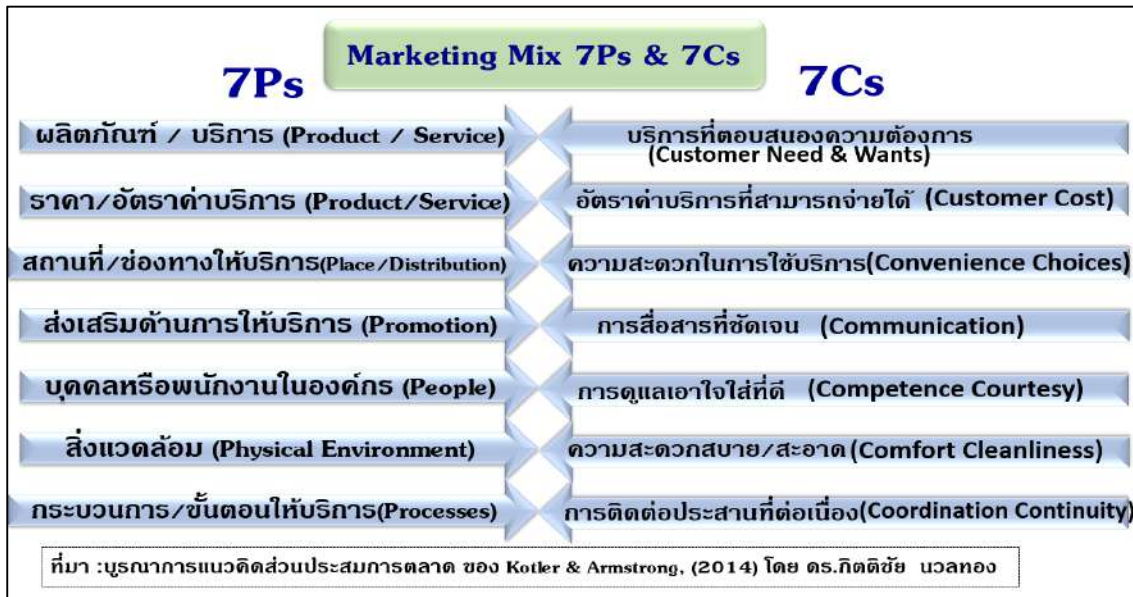 Marketing Mix 7Ps & 7Cs
7Ps
7Cs
ผลิตภัณฑ์ / บริการ (Product / Service)
บริการที่ตอบสนองความต้องการ
(Customer Need & Wants)
ราคา/อัตราค่าบริการ (Product/Service)
อัตราค่าบริการที่สามารถจ่ายได้ (Customer Cost)
สถานที่/ช่องทางให้บริการ(Place/Distribution)
ความสะดวกในการใช้บริการ(Convenience Choices)
ส่งเสริมด้านการให้บริการ (Promotion)
การสื่อสารที่ชัดเจน (Communication)
บุคคลหรือพนักงานในองค์กร (People)
การดูแลเอาใจใส่ที่ดี (Competence Courtesy)
สิ่งแวดล้อม (Physical Environment)
ความสะดวกสบาย/สะอาด(Comfort Cleanliness)
กระบวนการ/ขั้นตอนให้บริการ(Processes)
การติดต่อประสานที่ต่อเนื่อง(Coordination Continuity)
ที่มา :บูรณาการแนวคิดส่วนประสมการตลาด ของ Kotler & Armstrong, (2014) โดย ดร.กิตติชัย นวลทอง